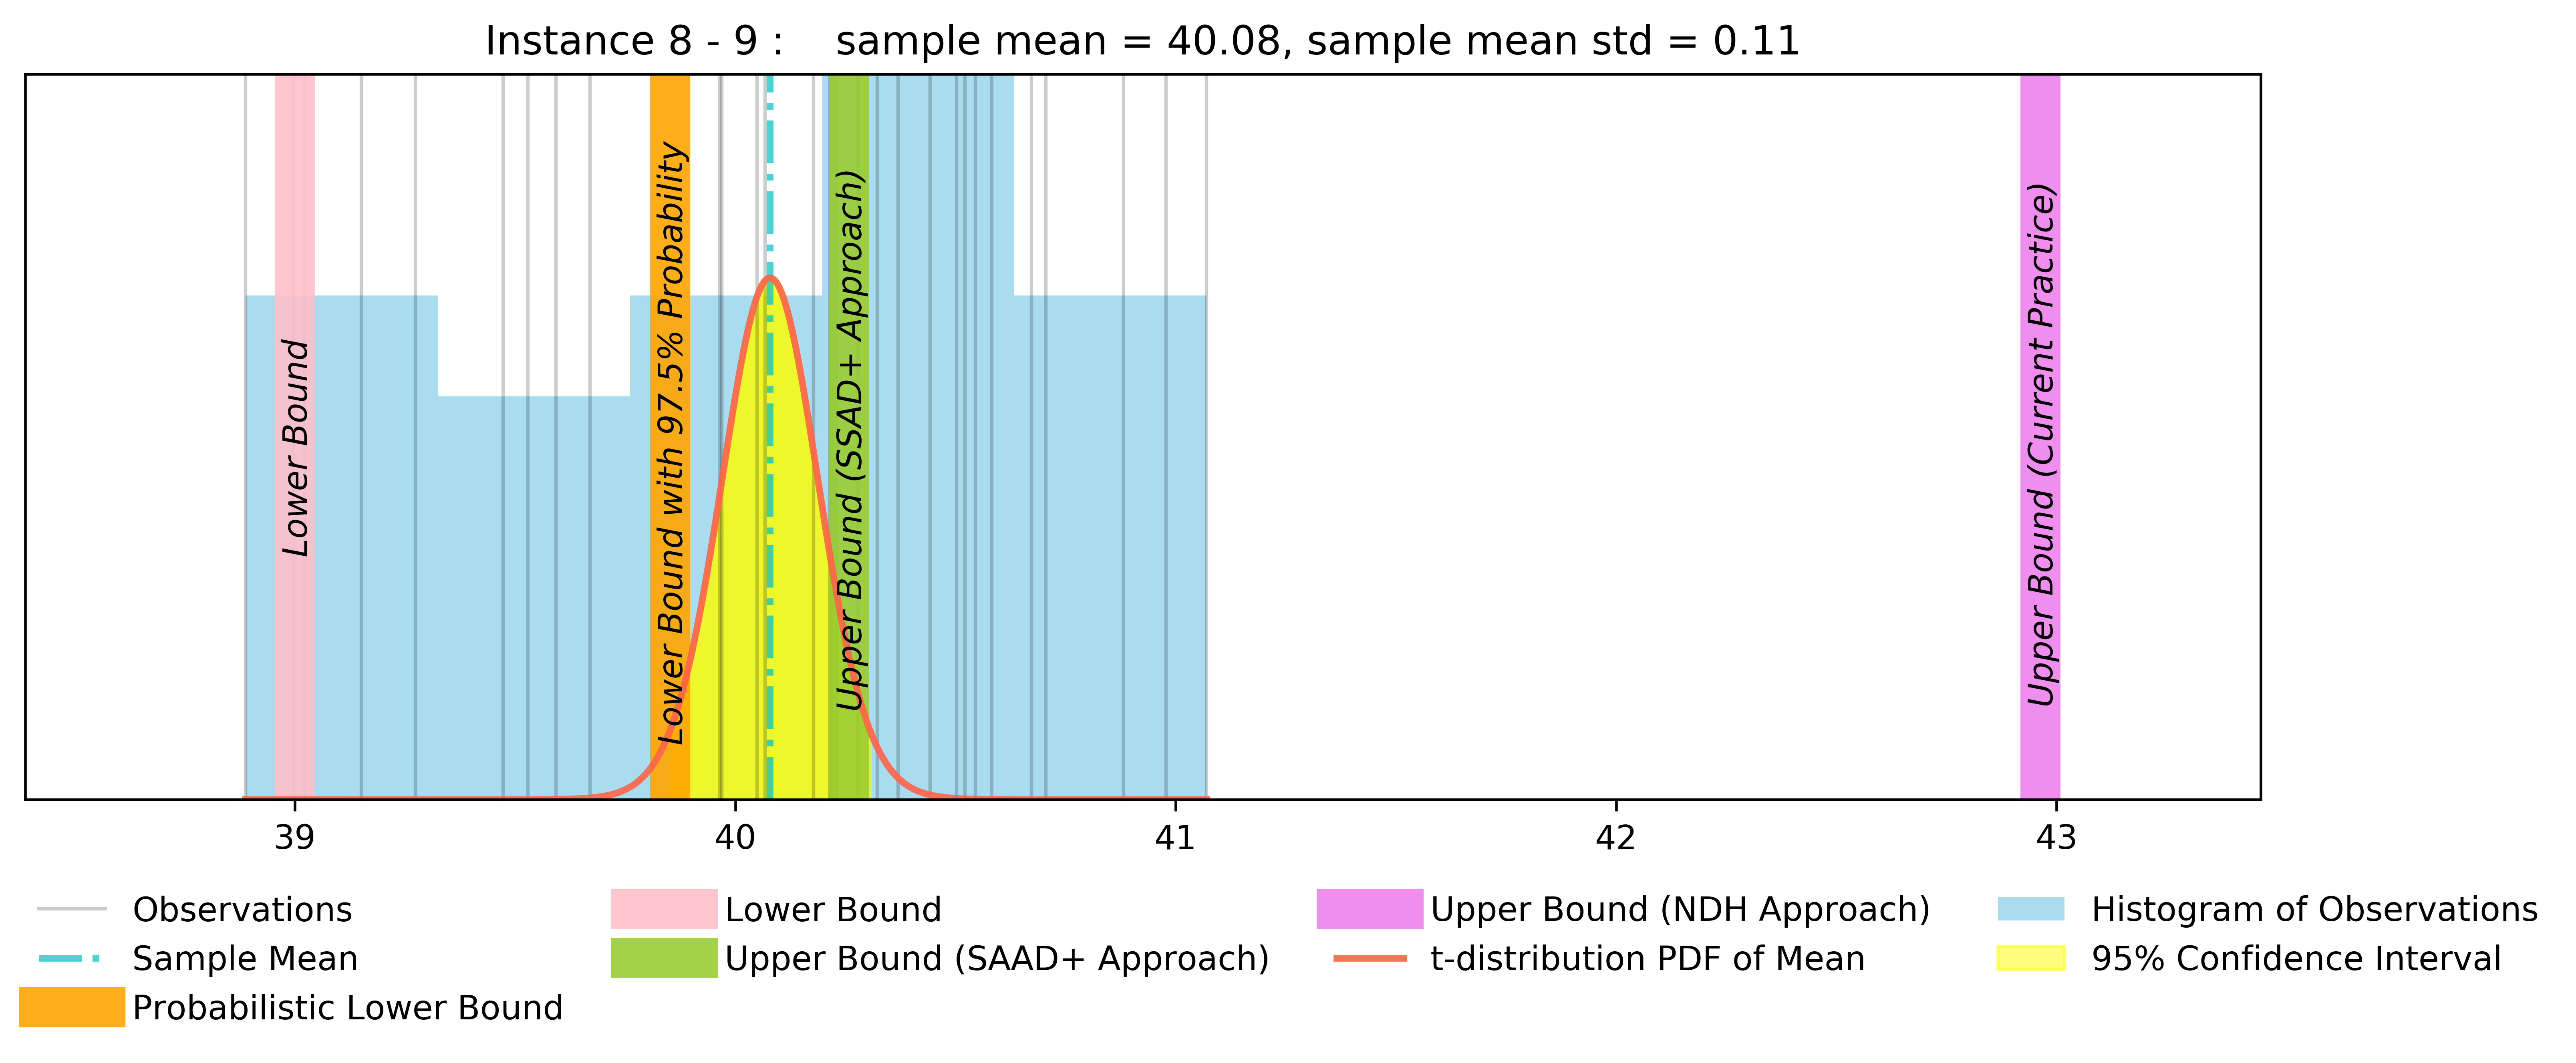 Instance 8 - 9 :    sample mean = 40.08, sample mean std = 0.11
Lower Bound
Lower Bound with 97.5% Probability
Upper Bound (SSAD+ Approach)
Upper Bound (Current Practice)
39 40 41 42 43
Observations
Sample Mean
Probabilistic Lower Bound
Lower Bound
Upper Bound (SAAD+ Approach)
Upper Bound (NDH Approach)
t-distribution PDF of Mean
Histogram of Observations
95% Confidence Interval